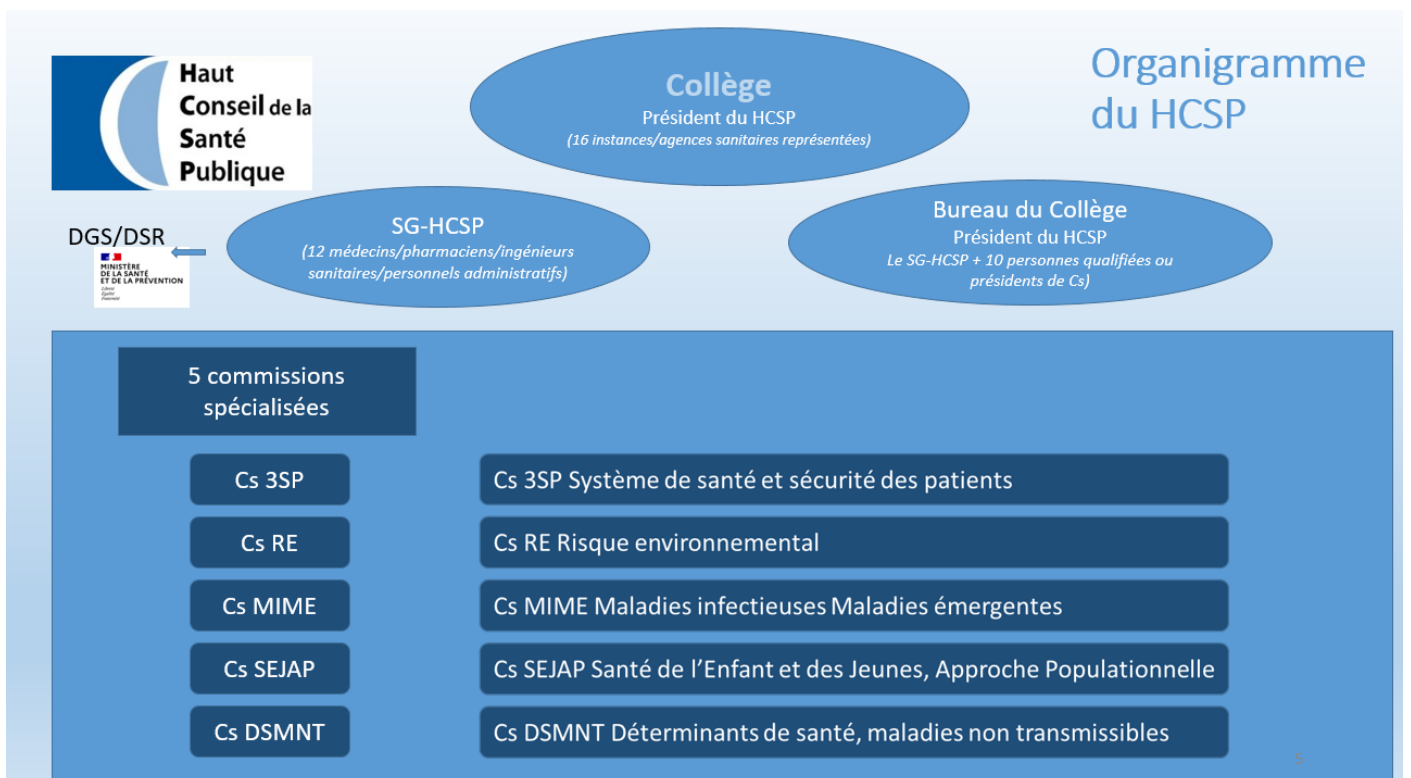 Haut
Conseil de la
Santé
Publique
Collège
Président du HCSP
(16 instances/agences sanitaires représentées)
Organigramme
du HCSP
DGS/DSR
MINISTÈRE
DE LA SANTÉ
ET DE LA PRÉVENTION
Liberté
Égalité
Fraternité
SG-HCSP
(12 médecins/pharmaciens/ingénieurs
sanitaires/personnels administratifs)
Bureau du Collège
Président du HCSP
Le SG-HCSP + 10 personnes qualifiées ou
présidents de Cs)
5 commissions
spécialisées
Cs 3SP
Cs 3SP Système de santé et sécurité des patients
Cs RE
Cs RE Risque environnemental
Cs MIME
Cs MIME Maladies infectieuses Maladies émergentes
Cs SEJAP
Cs SEJAP Santé de l’Enfant et des Jeunes, Approche Populationnelle
Cs DSMNT
Cs DSMNT Déterminants de santé, maladies non transmissibles
5